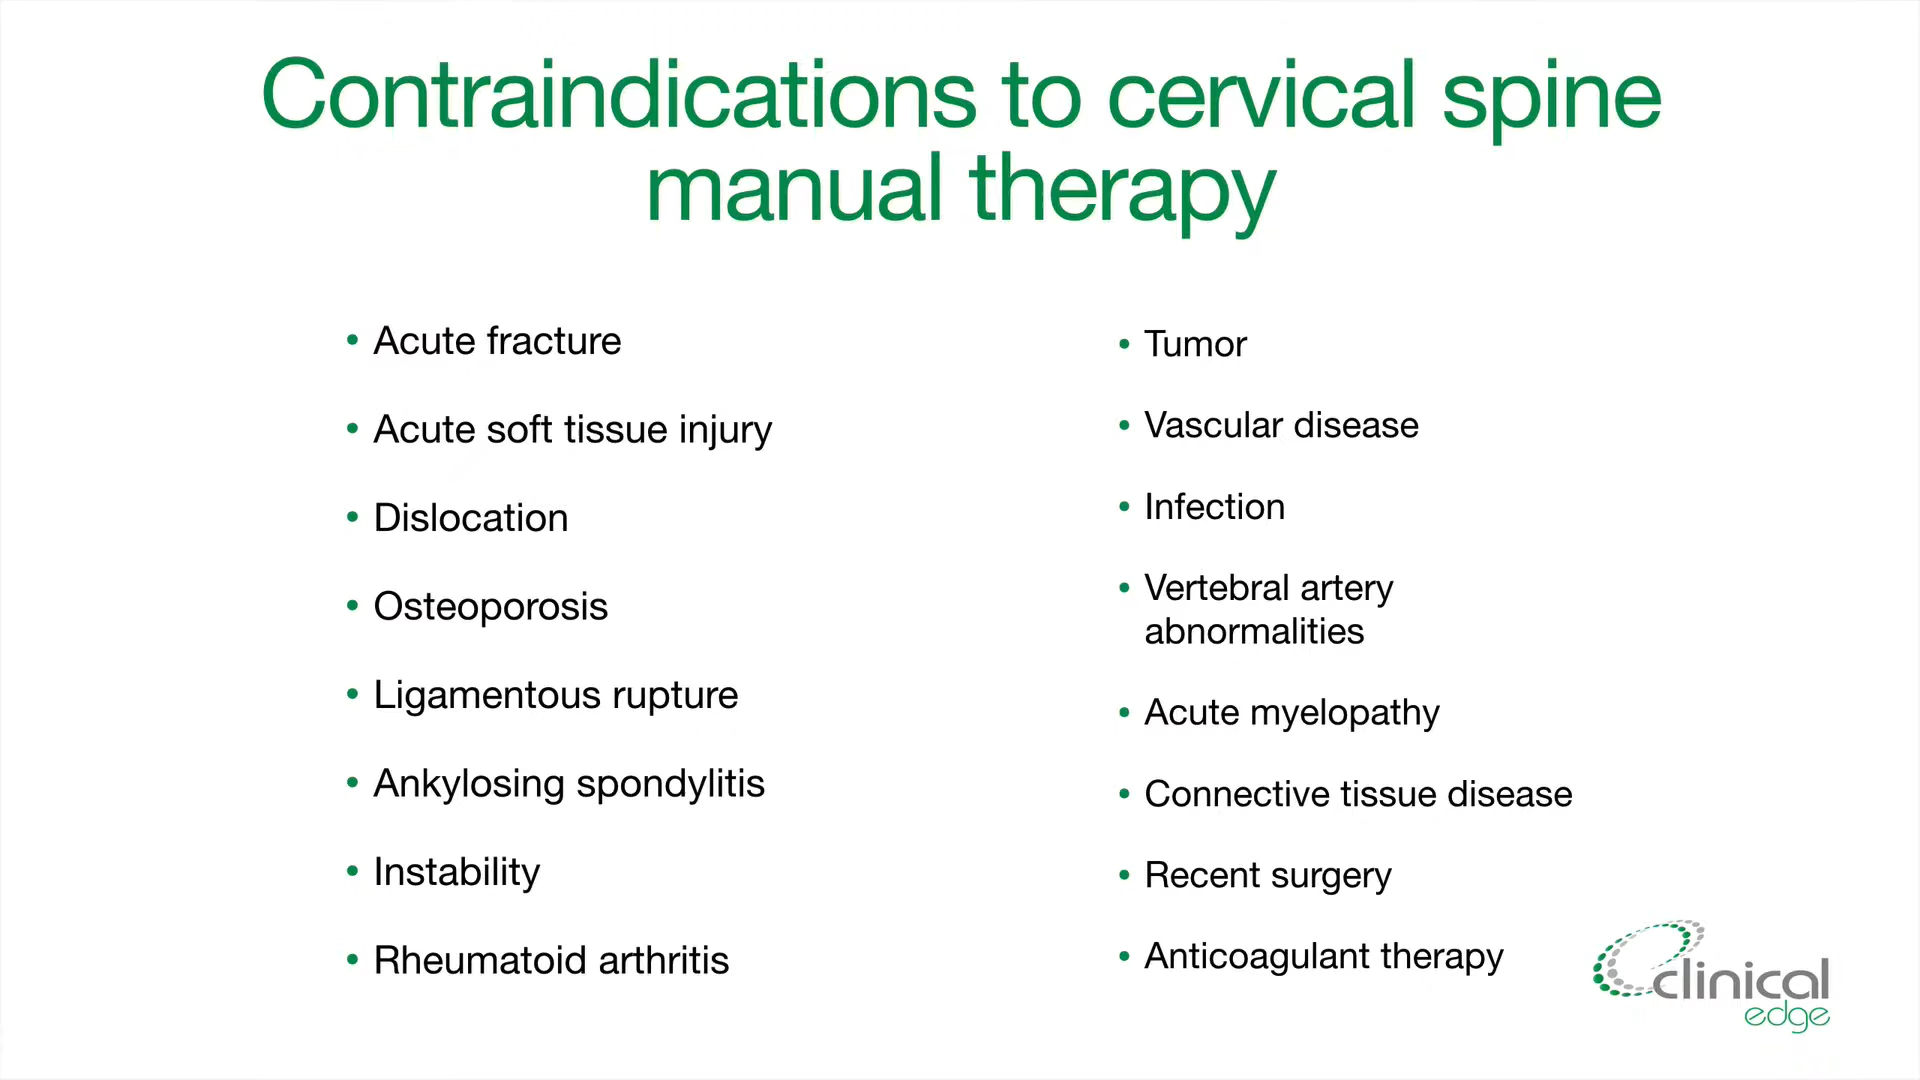 Contraindications to cervical spine
manual therapy
• Acute fracture
• Acute soft tissue injury
• Dislocation
• Osteoporosis
• Ligamentous rupture
• Ankylosing spondylitis
• Instability
• Rheumatoid arthritis
• Tumor
• Vascular disease
• Infection
• Vertebral artery
abnormalities
• Acute myelopathy
• Connective tissue disease
• Recent surgery
• Anticoagulant therapy
clinical
edge